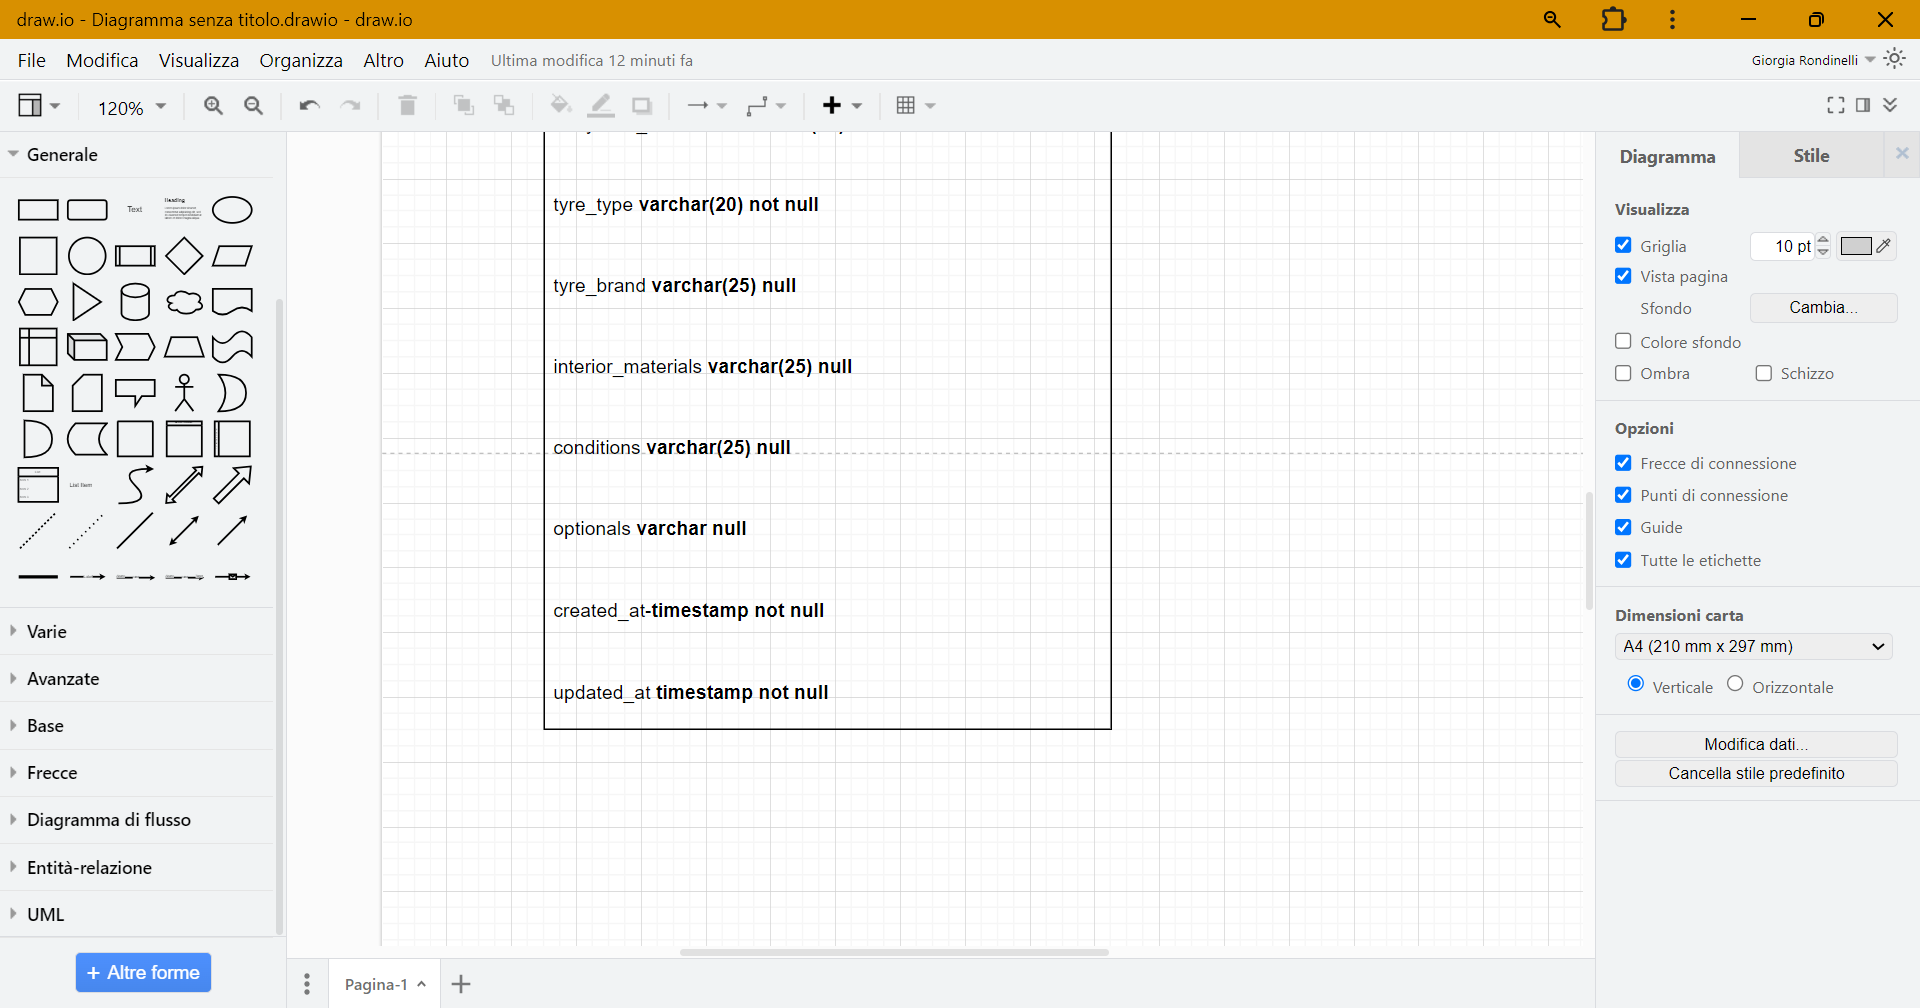 draw.io - Diagramma senza titolo.drawio - draw.io
File Modifica Visualizza Organizza Altro Aiuto Ultima modifica 12 minuti fa
Giorgia Rondinelli
120%
Generale
Text
Heading
List Item
Varie
Avanzate
Base
Frecce
Diagramma di flusso
Entità-relazione
UML
+ Altre forme
tyre_type varchar(20) not null
tyre_brand varchar(25) null
interior_materials varchar(25) null
conditions varchar(25) null
optionals varchar null
created_at-timestamp not null
updated_at timestamp not null
Pagina-1
Diagramma Stile
Visualizza
Griglia 10 pt
Vista pagina
Sfondo Cambia...
Colore sfondo
Ombra Schizzo
Opzioni
Frecce di connessione
Punti di connessione
Guide
Tutte le etichette
Dimensioni carta
A4 (210 mm x 297 mm)
Verticale Orizzontale
Modifica dati...
Cancella stile predefinito